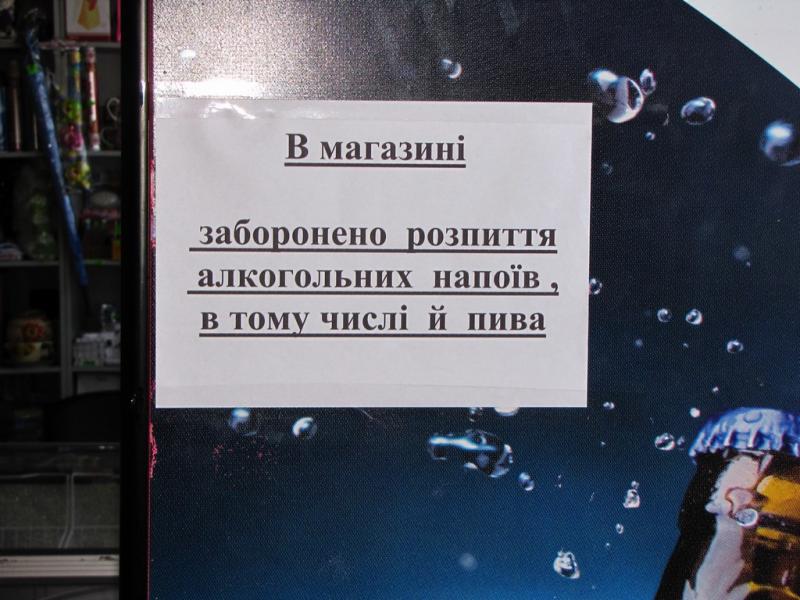 В магазині
заборонено розпиття
алкогольних напоїв ,
в тому числі й пива